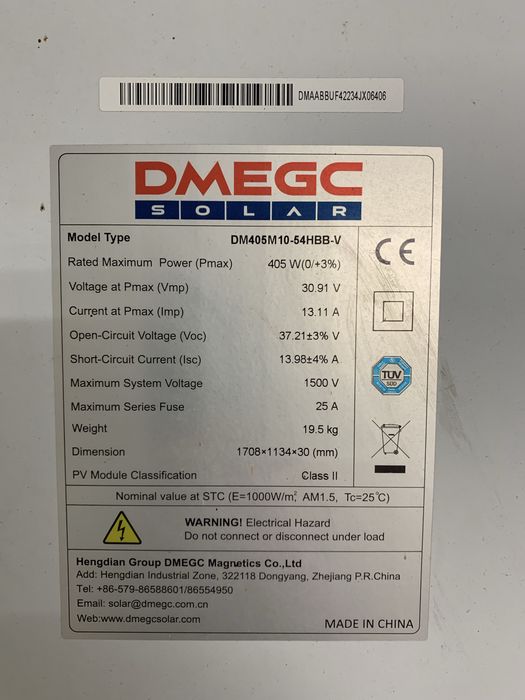 DMAABBUF42234JX06406
DMEGC
SOLAR
Model Type DM405M10-54HBB-V
Rated Maximum Power (Pmax) 405 W(0/+3%)
Voltage at Pmax (Vmp) 30.91 V
Current at Pmax (Imp) 13.11 A
Open-Circuit Voltage (Voc) 37.21±3% V
Short-Circuit Current (Isc) 13.98±4% A
Maximum System Voltage 1500 V
Maximum Series Fuse 25 A
Weight 19.5 kg
Dimension 1708×1134×30 (mm)
PV Module Classification Class II
CE
TÜV
SÜD
Nominal value at STC (E=1000W/m², AM1.5, Tc=25℃)
WARNING! Electrical Hazard
Do not connect or disconnect under load
Hengdian Group DMEGC Magnetics Co.,Ltd
Add: Hengdian Industrial Zone, 322118 Dongyang, Zhejiang P.R.China
Tel: +86-579-86588601/86554950
Email: solar@dmegc.com.cn
Web:www.dmegcsolar.com
MADE IN CHINA